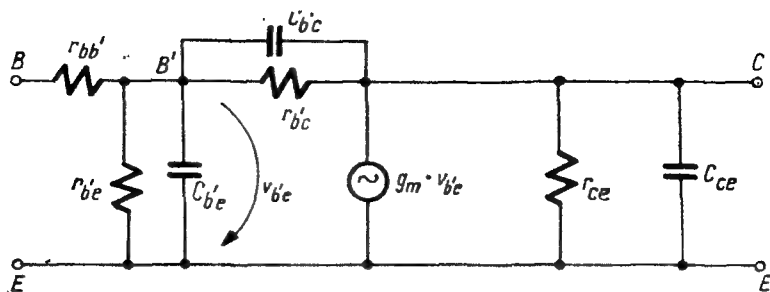 C_b'c
B
r_bb'
B'
r_b'c
C
r_b'e
C_b'e
v_b'e
g_m · v_b'e
r_ce
C_ce
E
E